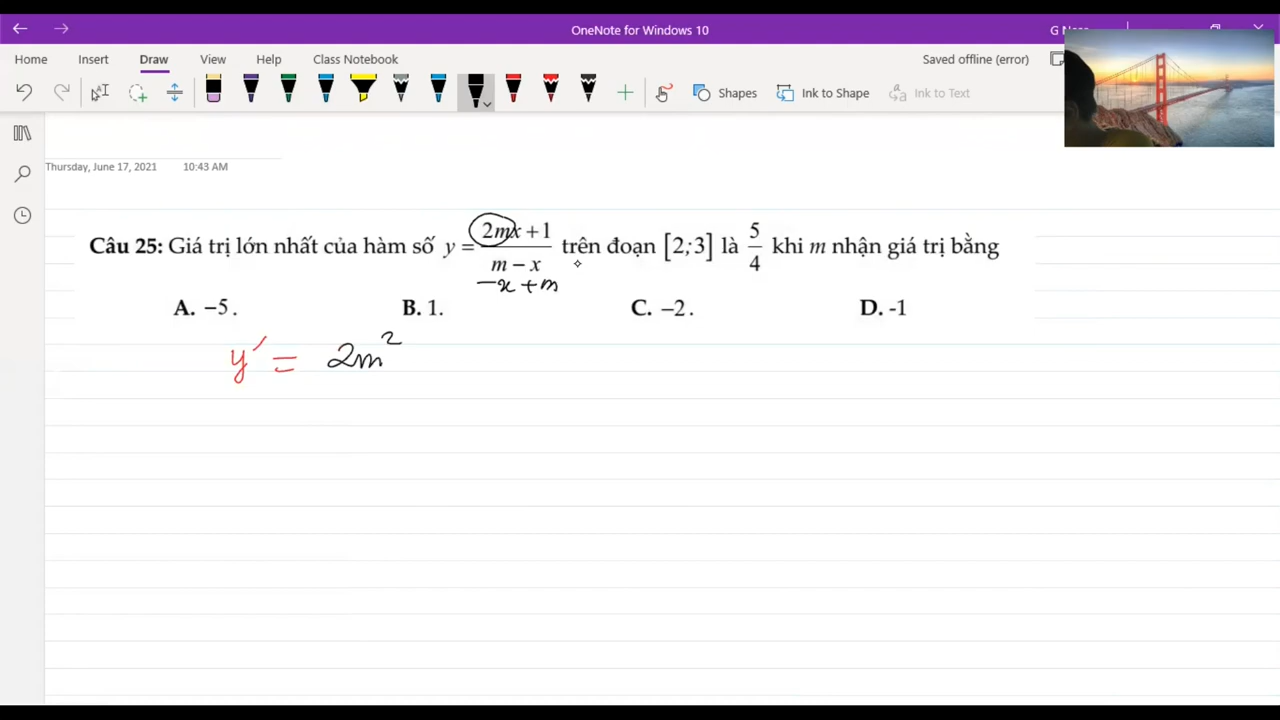 OneNote for Windows 10
Home Insert Draw View Help Class Notebook
Saved offline (error)
Shapes Ink to Shape Ink to Text
Thursday, June 17, 2021 10:43 AM
Câu 25: Giá trị lớn nhất của hàm số y = (2mx + 1)/(m − x) trên đoạn [2;3] là 5/4 khi m nhận giá trị bằng
−x + m
A. −5. B. 1. C. −2. D. -1
y′ = 2m²